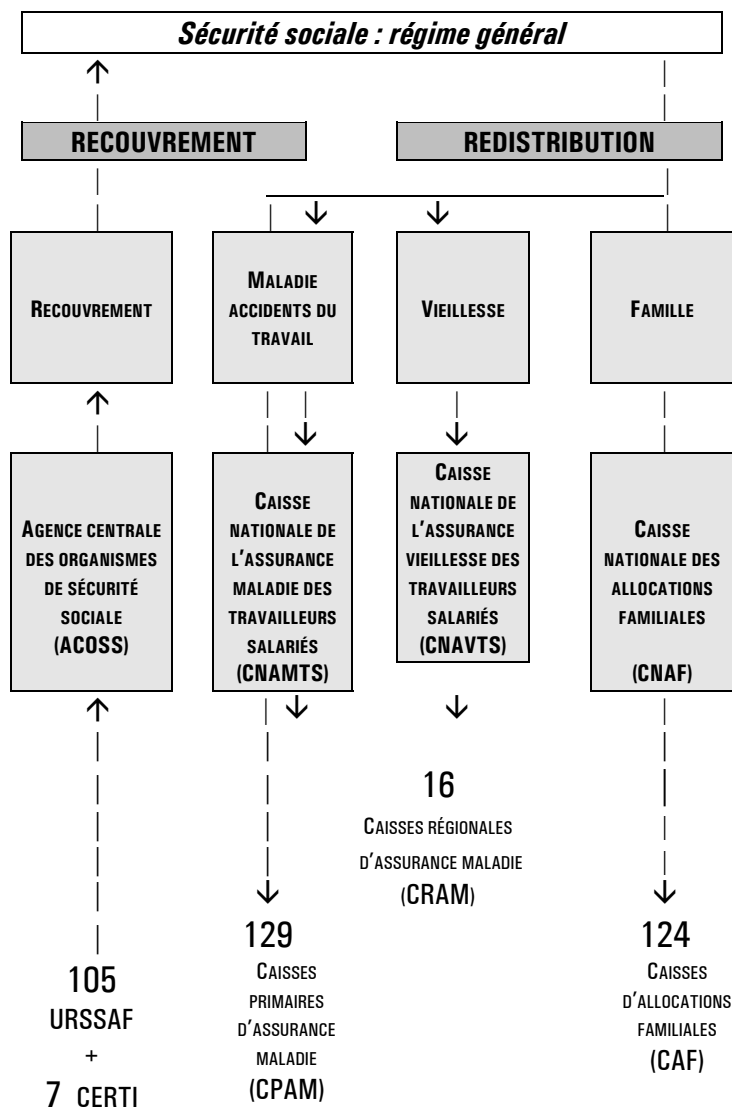 Sécurité sociale : régime général
RECOUVREMENT
REDISTRIBUTION
RECOUVREMENT
MALADIE
ACCIDENTS DU
TRAVAIL
VIEILLESSE
FAMILLE
AGENCE CENTRALE
DES ORGANISMES
DE SÉCURITÉ
SOCIALE
(ACOSS)
CAISSE
NATIONALE DE
L'ASSURANCE
MALADIE DES
TRAVAILLEURS
SALARIÉS
(CNAMTS)
CAISSE
NATIONALE DE
L'ASSURANCE
VIEILLESSE DES
TRAVAILLEURS
SALARIÉS
(CNAVTS)
CAISSE
NATIONALE DES
ALLOCATIONS
FAMILIALES
(CNAF)
105
URSSAF
+
7 CERTI
129
CAISSES
PRIMAIRES
D'ASSURANCE
MALADIE
(CPAM)
16
CAISSES RÉGIONALES
D'ASSURANCE MALADIE
(CRAM)
124
CAISSES
D'ALLOCATIONS
FAMILIALES
(CAF)